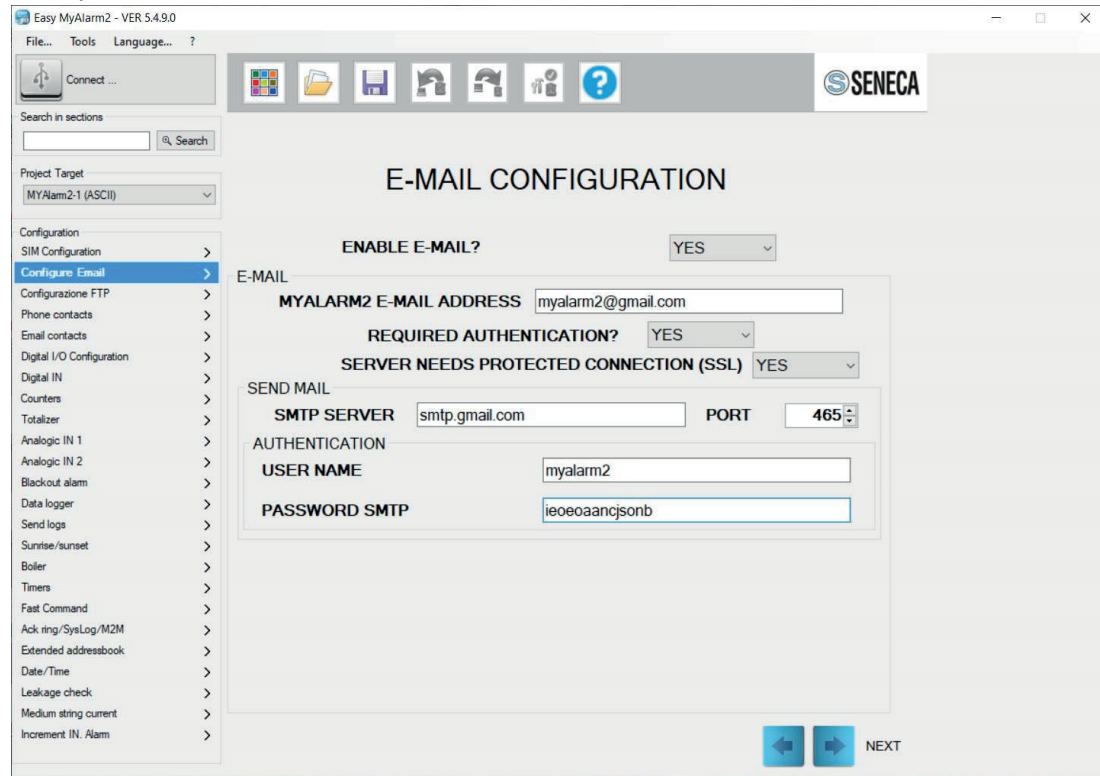 Easy MyAlarm2 - VER 5.4.9.0
File... Tools Language... ?
Connect ...
SENECA
Search in sections
Search
Project Target
MYAlarm2-1 (ASCII)
E-MAIL CONFIGURATION
Configuration
SIM Configuration
Configure Email
Configurazione FTP
Phone contacts
Email contacts
Digital I/O Configuration
Digital IN
Counters
Totalizer
Analogic IN 1
Analogic IN 2
Blackout alarm
Data logger
Send logs
Sunrise/sunset
Boiler
Timers
Fast Command
Ack ring/SysLog/M2M
Extended addressbook
Date/Time
Leakage check
Medium string current
Increment IN. Alarm
ENABLE E-MAIL? YES
E-MAIL
MYALARM2 E-MAIL ADDRESS myalarm2@gmail.com
REQUIRED AUTHENTICATION? YES
SERVER NEEDS PROTECTED CONNECTION (SSL) YES
SEND MAIL
SMTP SERVER smtp.gmail.com PORT 465
AUTHENTICATION
USER NAME myalarm2
PASSWORD SMTP ieoeoaancjsonb
NEXT